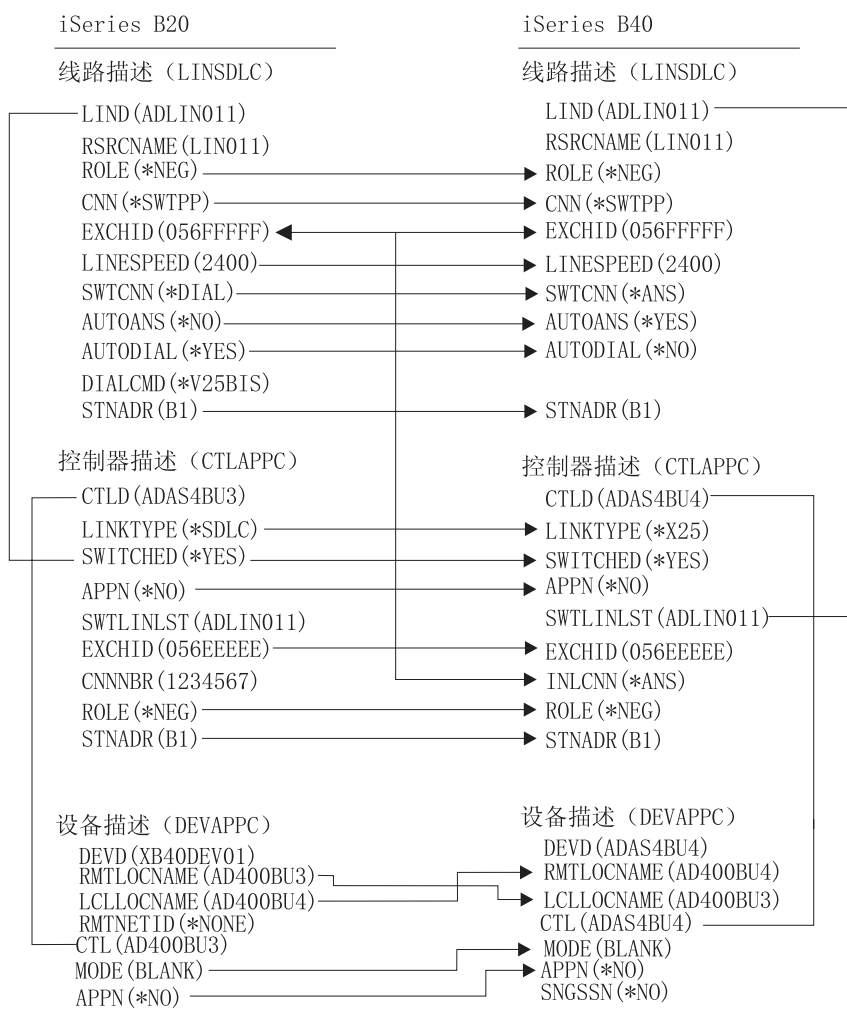 iSeries B20
线路描述（LINSDLC）
LIND(ADLIN011)
RSRCNAME(LIN011)
ROLE(*NEG)
CNN(*SWTPP)
EXCHID(056FFFFF)
LINESPEED(2400)
SWTCNN(*DIAL)
AUTOANS(*NO)
AUTODIAL(*YES)
DIALCMD(*V25BIS)
STNADR(B1)
控制器描述（CTLAPPC）
CTLD(ADAS4BU3)
LINKTYPE(*SDLC)
SWITCHED(*YES)
APPN(*NO)
SWTLINLST(ADLIN011)
EXCHID(056EEEEE)
CNNNBR(1234567)
ROLE(*NEG)
STNADR(B1)
设备描述（DEVAPPC）
DEVD(XB40DEV01)
RMTLOCNAME(AD400BU3)
LCLLOCNAME(AD400BU4)
RMTNETID(*NONE)
CTL(AD400BU3)
MODE(BLANK)
APPN(*NO)
iSeries B40
线路描述（LINSDLC）
LIND(ADLIN011)
RSRCNAME(LIN011)
ROLE(*NEG)
CNN(*SWTPP)
EXCHID(056FFFFF)
LINESPEED(2400)
SWTCNN(*ANS)
AUTOANS(*YES)
AUTODIAL(*NO)
STNADR(B1)
控制器描述（CTLAPPC）
CTLD(ADAS4BU4)
LINKTYPE(*X25)
SWITCHED(*YES)
APPN(*NO)
SWTLINLST(ADLIN011)
EXCHID(056EEEEE)
INLCNN(*ANS)
ROLE(*NEG)
STNADR(B1)
设备描述（DEVAPPC）
DEVD(ADAS4BU4)
RMTLOCNAME(AD400BU4)
LCLLOCNAME(AD400BU3)
CTL(ADAS4BU4)
MODE(BLANK)
APPN(*NO)
SNGSSN(*NO)